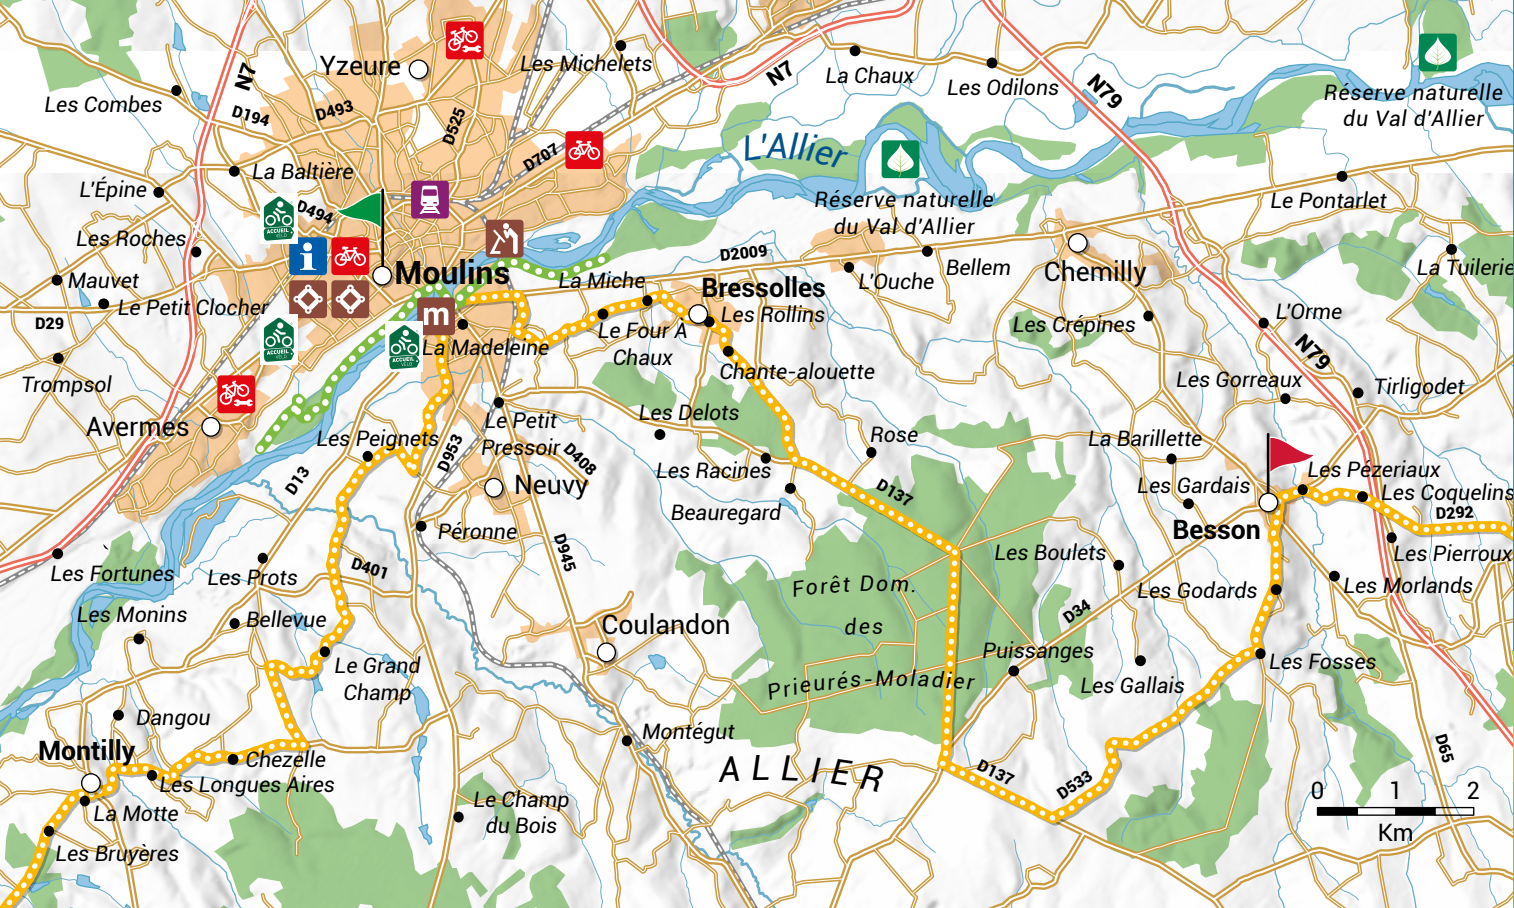 Yzeure
Les Michelets
N7
La Chaux
Les Odilons
N79
Réserve naturelle
du Val d'Allier
N7
Les Combes
D194
D493
D525
D707
L'Allier
La Baltière
L'Épine
D494
ACCUEIL
VÉLO
Réserve naturelle
du Val d'Allier
Le Pontarlet
Les Roches
i
Moulins
La Miche
D2009
Bellem
Chemilly
La Tuilerie
Mauvet
Le Petit Clocher
D29
m
Bressolles
L'Ouche
Les Rollins
Les Crépines
L'Orme
ACCUEIL
VÉLO
ACCUEIL
VÉLO
La Madeleine
Le Four À
Chaux
Chante-alouette
N79
Trompsol
Les Gorreaux
Tirligodet
Avermes
Les Peignets
Le Petit
Pressoir
Les Delots
D953
D408
Rose
La Barillette
Les Pézeriaux
Les Racines
D13
Neuvy
D137
Les Gardais
Les Coquelins
Beauregard
D292
Besson
Péronne
D945
Les Boulets
Les Pierroux
Les Fortunes
Les Prots
D401
Forêt Dom.
Les Godards
Les Morlands
Les Monins
Bellevue
Coulandon
des
D34
Le Grand
Champ
Puissanges
Les Fosses
Prieurés-Moladier
Les Gallais
Dangou
Montégut
D65
Montilly
Chezelle
Les Longues Aires
ALLIER
D137
D533
0 1 2
Km
La Motte
Le Champ
du Bois
Les Bruyères